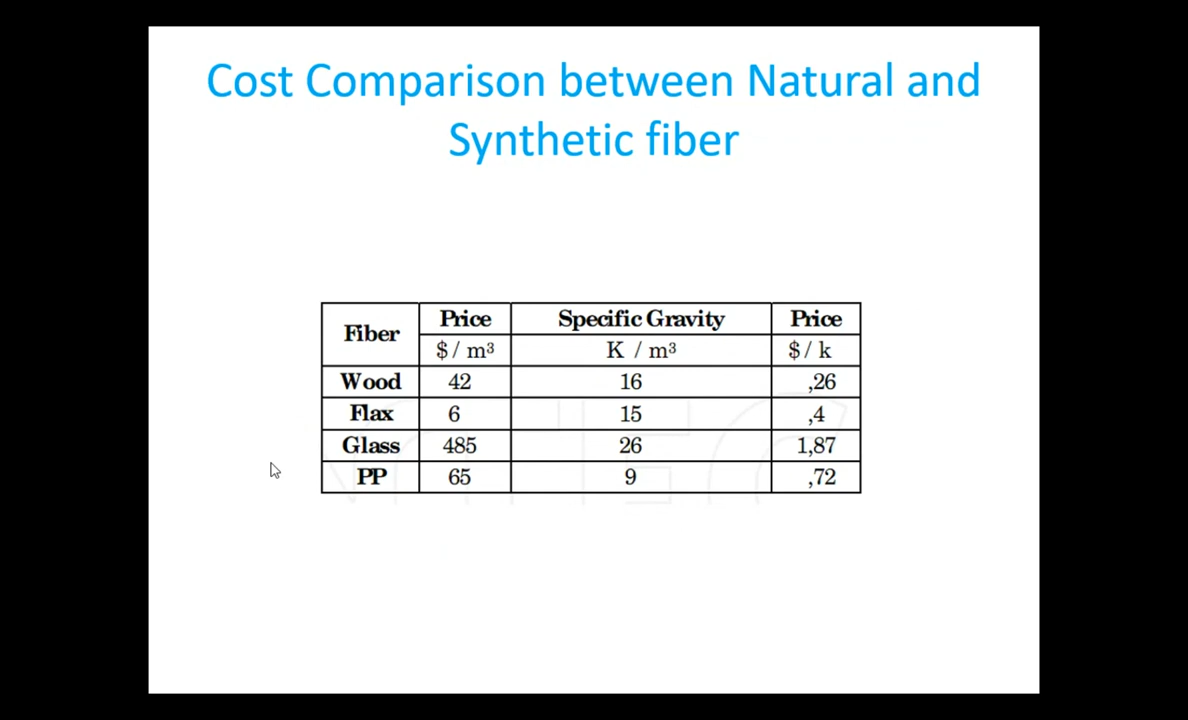 Cost Comparison between Natural and
Synthetic fiber
Fiber Price Specific Gravity Price
$ / m³ K / m³ $ / k
Wood 42 16 ,26
Flax 6 15 ,4
Glass 485 26 1,87
PP 65 9 ,72